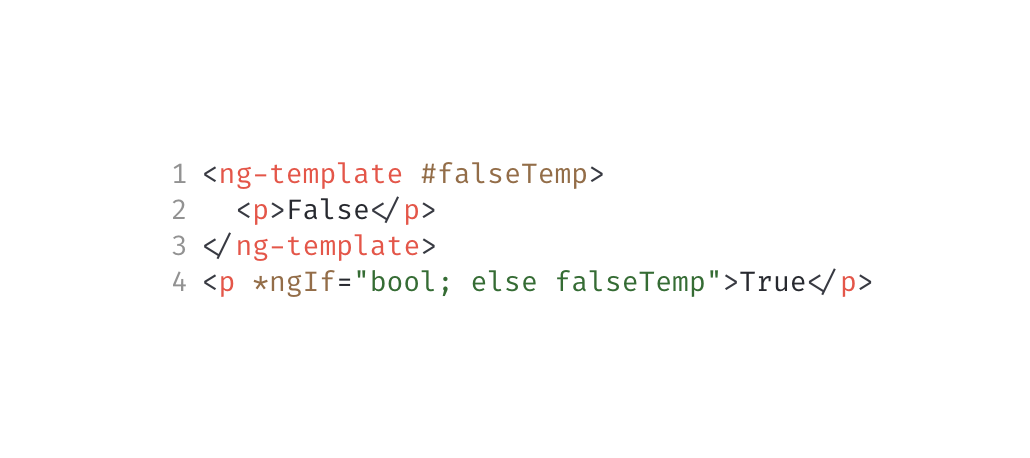 1 <ng-template #falseTemp>
2   <p>False</p>
3 </ng-template>
4 <p *ngIf="bool; else falseTemp">True</p>